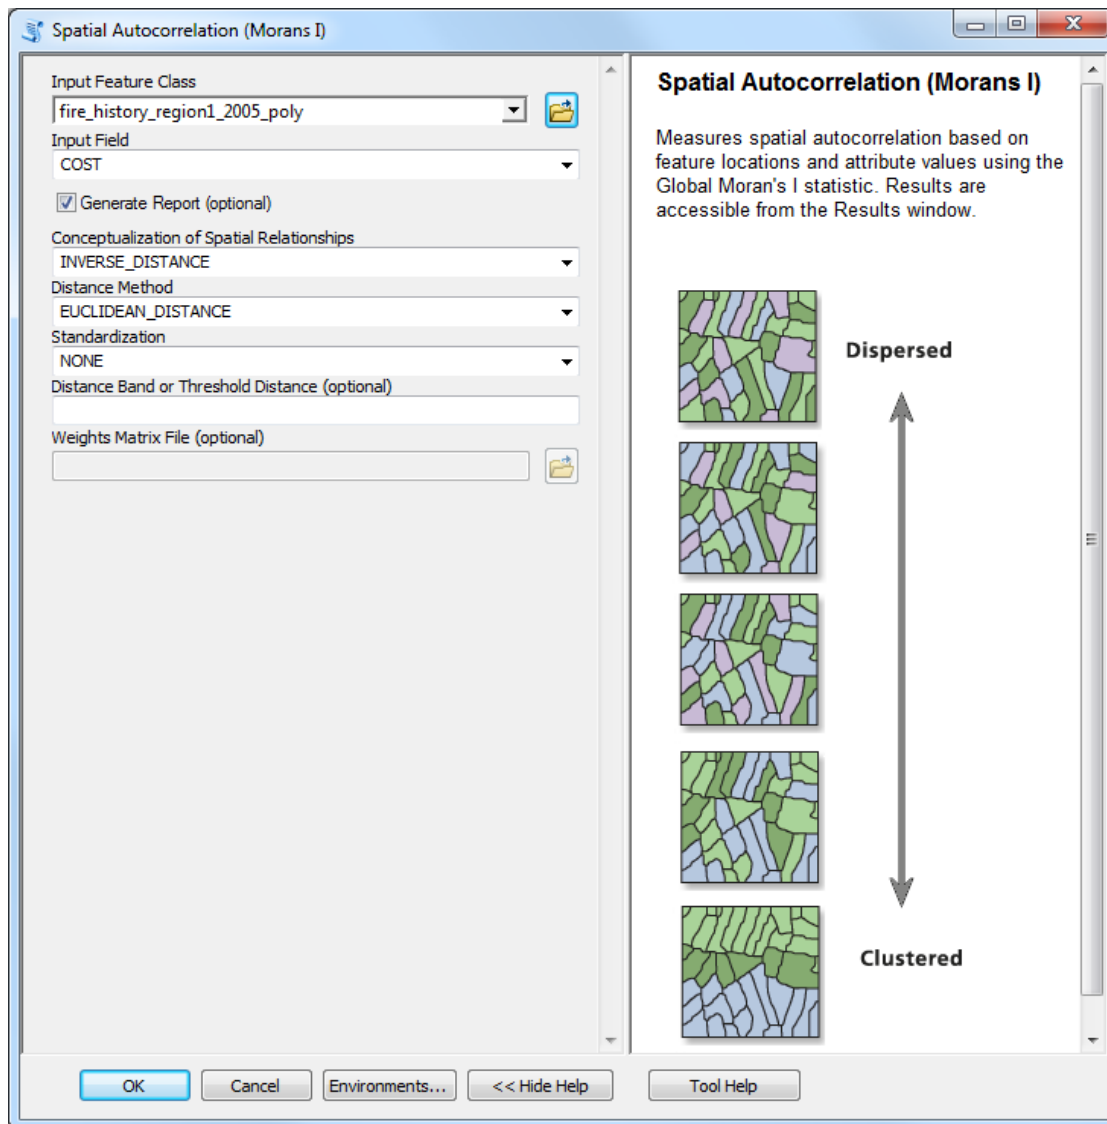 Spatial Autocorrelation (Morans I)
Input Feature Class
fire_history_region1_2005_poly
Input Field
COST
Generate Report (optional)
Conceptualization of Spatial Relationships
INVERSE_DISTANCE
Distance Method
EUCLIDEAN_DISTANCE
Standardization
NONE
Distance Band or Threshold Distance (optional)
Weights Matrix File (optional)
Spatial Autocorrelation (Morans I)
Measures spatial autocorrelation based on
feature locations and attribute values using the
Global Moran's I statistic. Results are
accessible from the Results window.
Dispersed
Clustered
OK
Cancel
Environments...
<< Hide Help
Tool Help